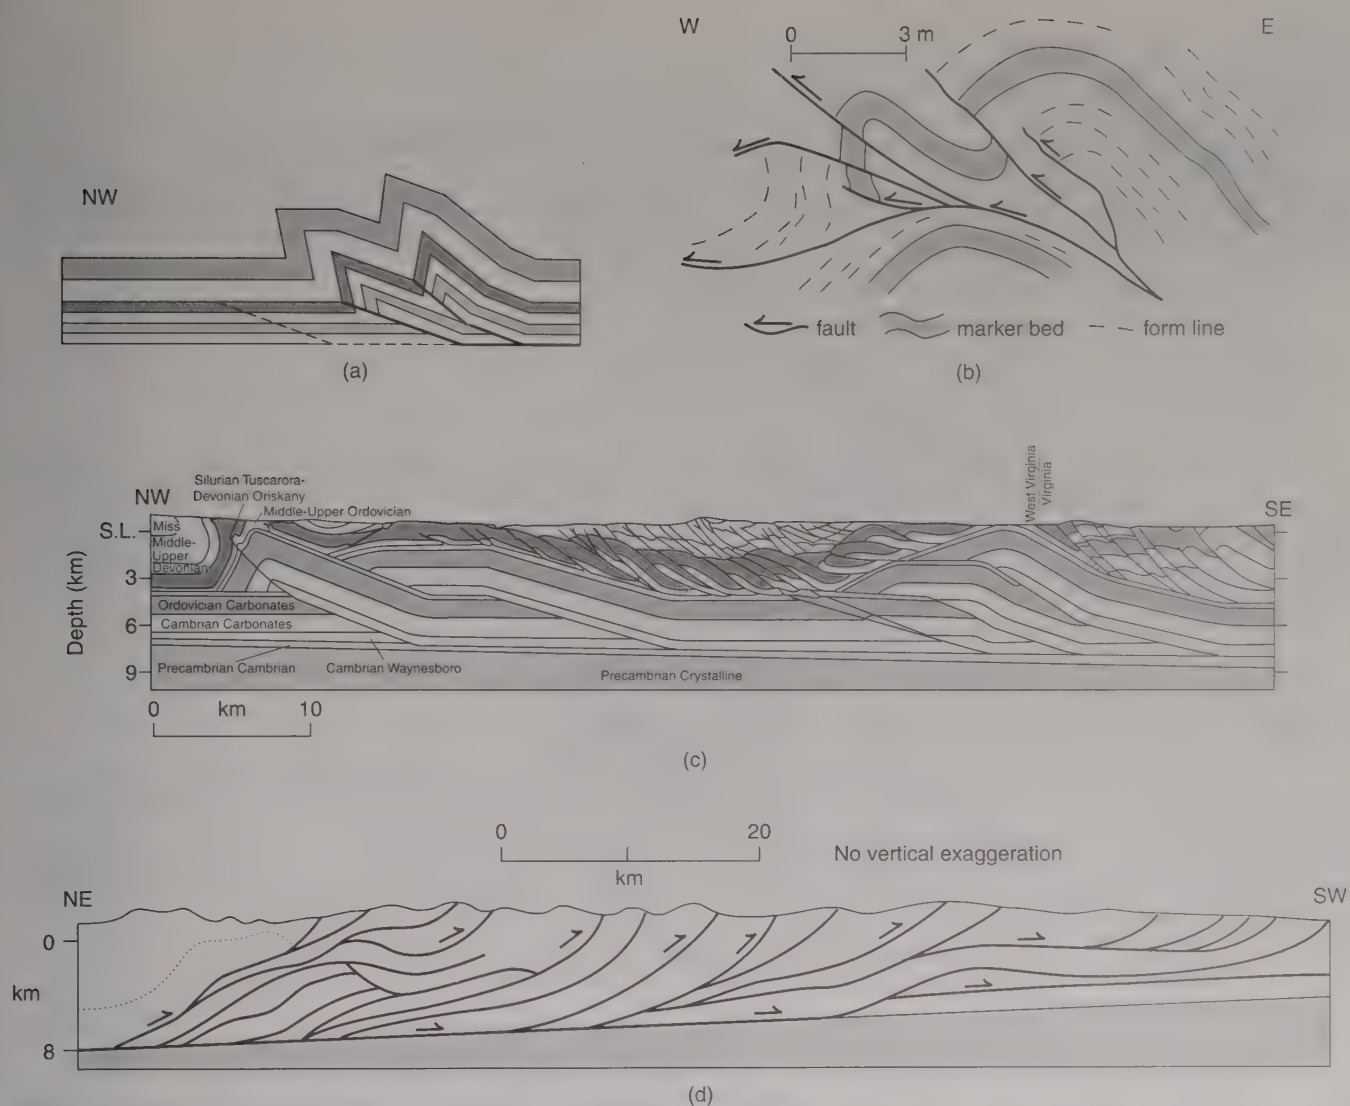 W
E
0 3 m
NW
fault marker bed form line
(a)
(b)
West Virginia
Virginia
Silurian Tuscarora-
Devonian Oriskany
NW
Middle-Upper Ordovician
SE
S.L.
Miss
Middle-
Upper
Devonian
3
Depth (km)
Ordovician Carbonates
6
Cambrian Carbonates
Precambrian Cambrian
Cambrian Waynesboro
Precambrian Crystalline
9
0 km 10
(c)
0 20
km
No vertical exaggeration
NE
SW
0
km
8
(d)